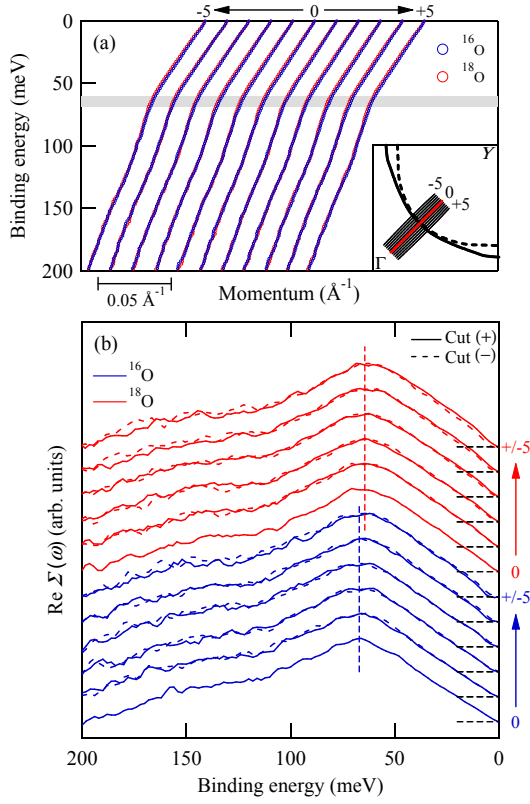 -5 0 +5
(a)
16O
18O
0
50
100
150
200
Binding energy (meV)
Y
-5
0
+5
Γ
0.05 Å-1
Momentum (Å-1)
(b)
Cut (+)
Cut (−)
16O
18O
+/-5
0
+/-5
0
Re Σ(ω) (arb. units)
200 150 100 50 0
Binding energy (meV)